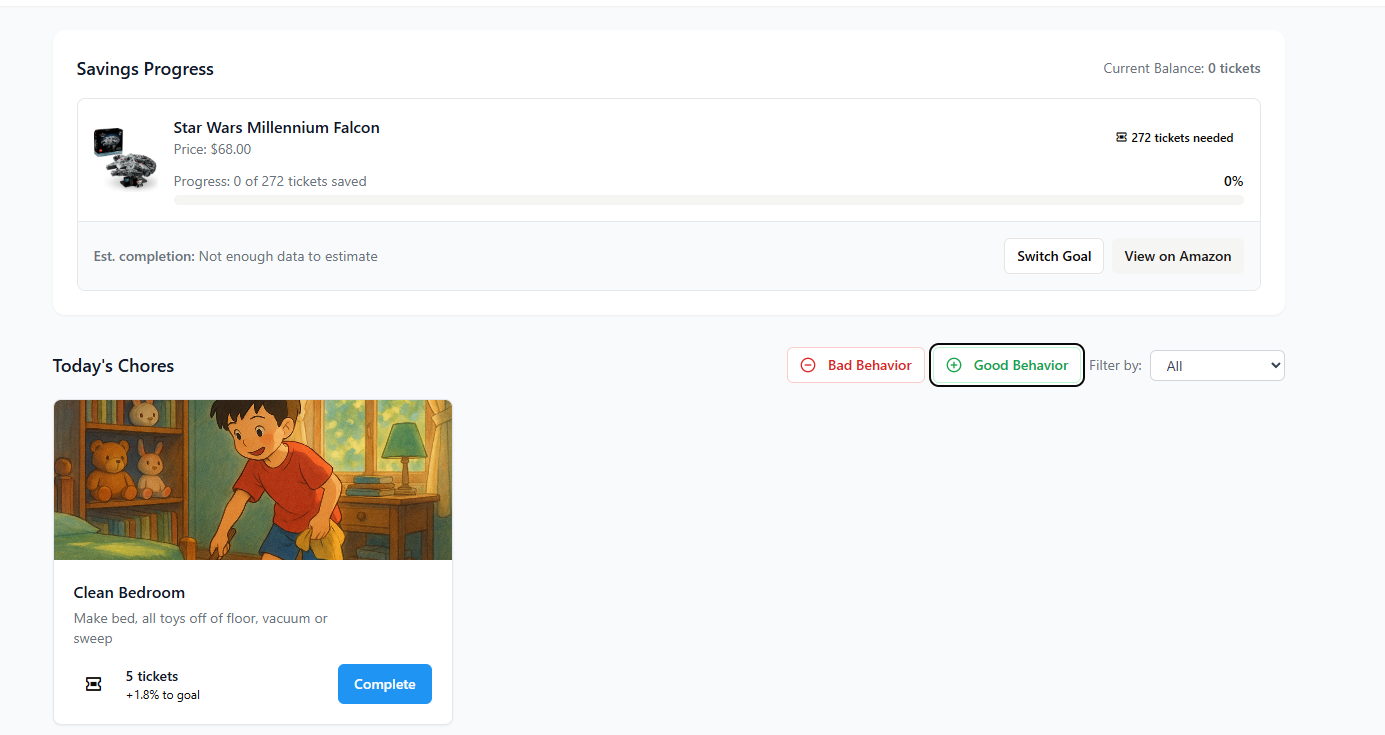 Savings Progress
Current Balance: 0 tickets
Star Wars Millennium Falcon
Price: $68.00
272 tickets needed
Progress: 0 of 272 tickets saved
0%
Est. completion: Not enough data to estimate
Switch Goal
View on Amazon
Today's Chores
Bad Behavior
Good Behavior
Filter by:
All
Clean Bedroom
Make bed, all toys off of floor, vacuum or
sweep
5 tickets
+1.8% to goal
Complete